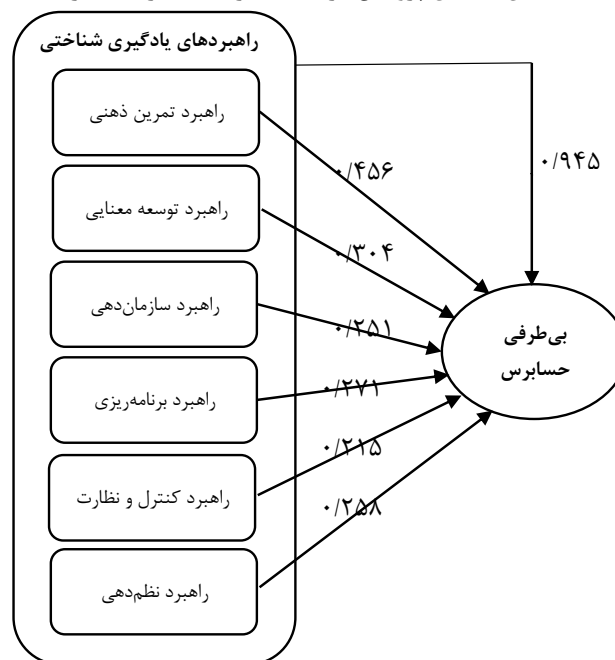 راهبردهای یادگیری شناختی
راهبرد تمرین ذهنی
راهبرد توسعه معنایی
راهبرد سازمان‌دهی
راهبرد برنامه‌ریزی
راهبرد کنترل و نظارت
راهبرد نظم‌دهی
۰/۴۵۶
۰/۳۰۴
۰/۲۵۱
۰/۲۷۱
۰/۲۱۵
۰/۲۵۸
۰/۹۴۵
بی‌طرفی
حسابرس